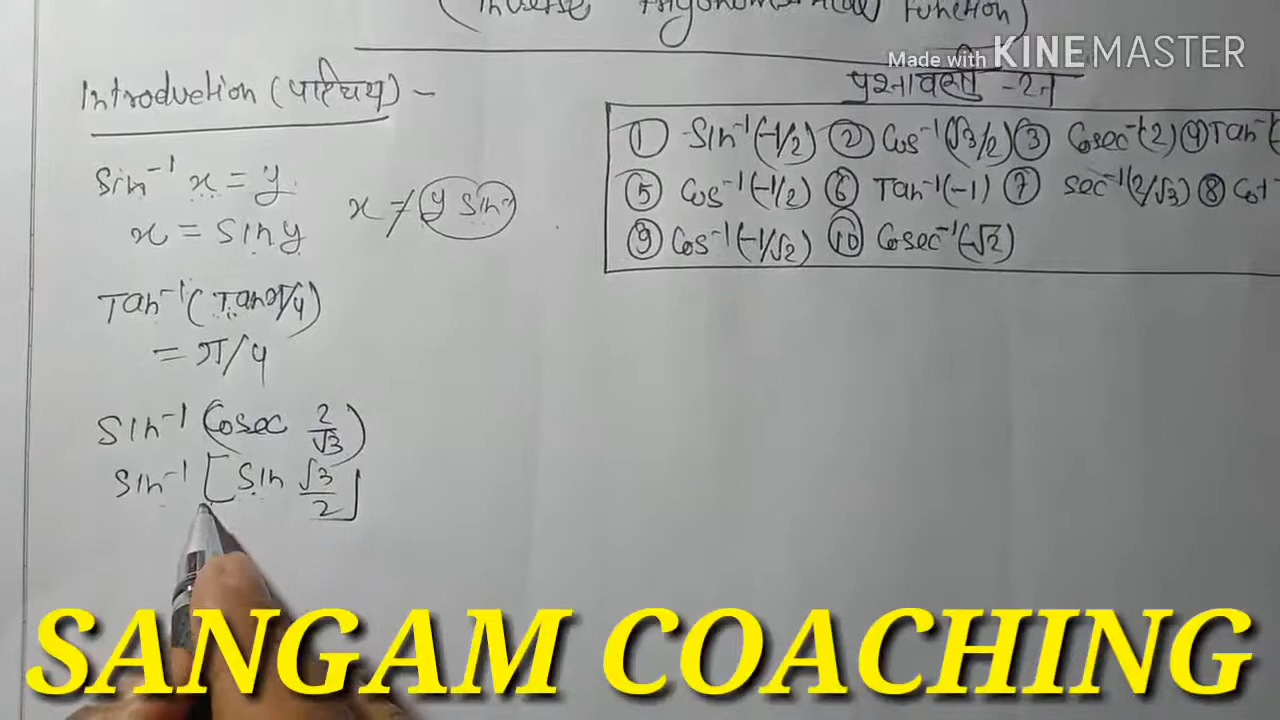 (Inverse Trigonometrical Function)
Made with KINEMASTER
Introduction (परिचय) -
प्रश्नावली - 2.1
① Sin⁻¹(-1/2) ② Cos⁻¹(√3/2) ③ Cosec⁻¹(2) ④ Tan⁻¹(-
⑤ Cos⁻¹(-1/2) ⑥ Tan⁻¹(-1) ⑦ Sec⁻¹(2/√3) ⑧ Cot⁻
⑨ Cos⁻¹(-1/√2) ⑩ Cosec⁻¹(-√2)
Sin⁻¹ x = y
x = Sin y
x ≠ y Sin⁻¹
Tan⁻¹(Tan π/4)
= π/4
Sin⁻¹ (Cosec 2/√3)
Sin⁻¹ [Sin √3/2]
SANGAM COACHING